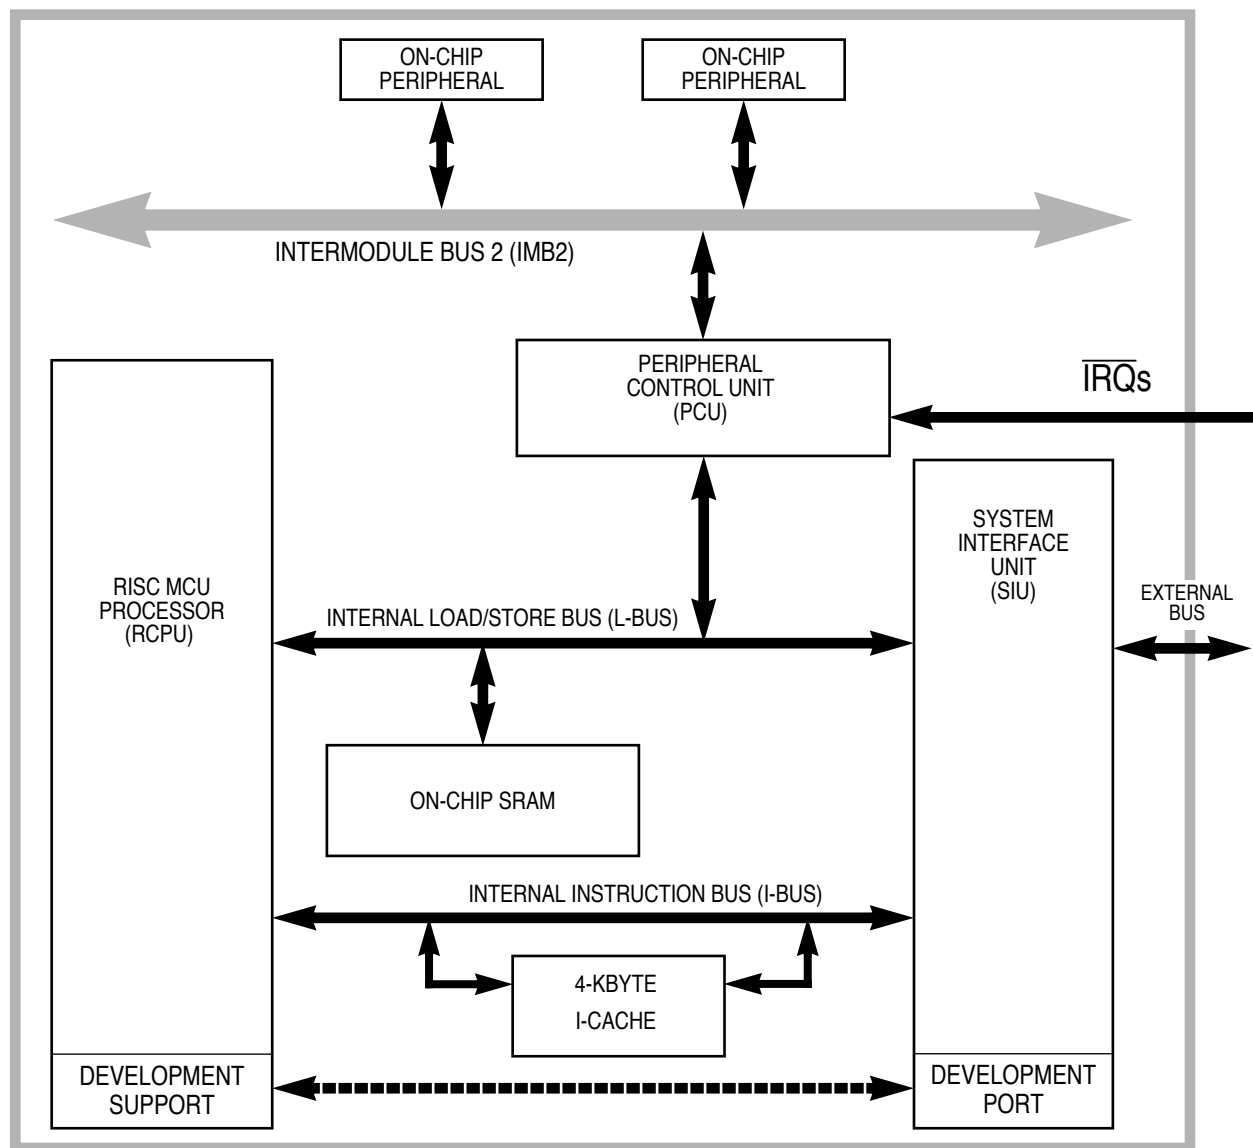 ON-CHIP
PERIPHERAL
ON-CHIP
PERIPHERAL
INTERMODULE BUS 2 (IMB2)
PERIPHERAL
CONTROL UNIT
(PCU)
IRQs
SYSTEM
INTERFACE
UNIT
(SIU)
RISC MCU
PROCESSOR
(RCPU)
EXTERNAL
BUS
INTERNAL LOAD/STORE BUS (L-BUS)
ON-CHIP SRAM
INTERNAL INSTRUCTION BUS (I-BUS)
4-KBYTE
I-CACHE
DEVELOPMENT
SUPPORT
DEVELOPMENT
PORT